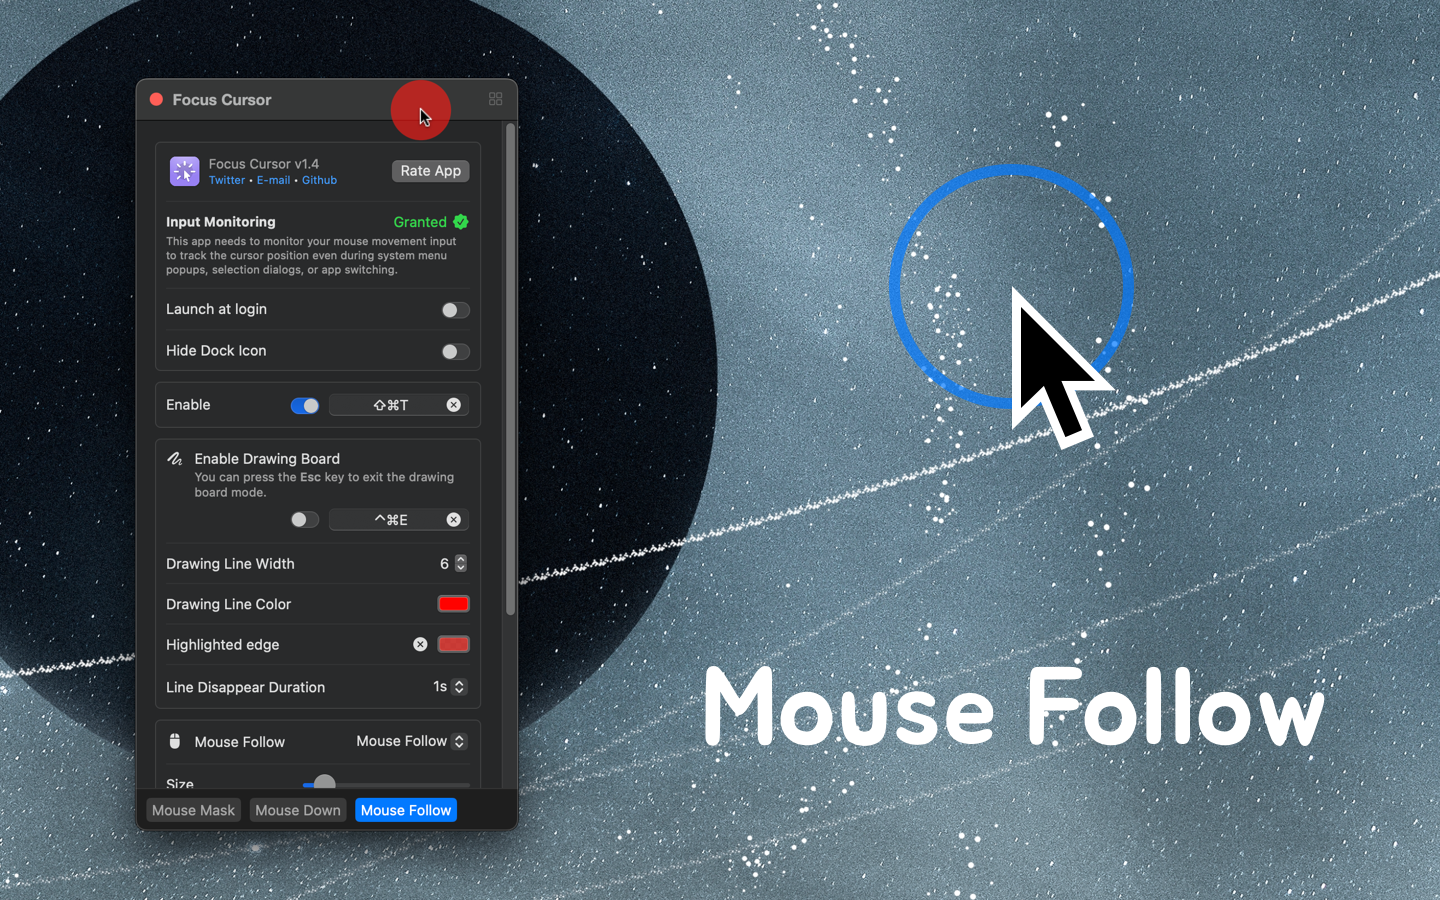 Focus Cursor
Focus Cursor v1.4
Twitter • E-mail • Github
Rate App
Input Monitoring
Granted
This app needs to monitor your mouse movement input
to track the cursor position even during system menu
popups, selection dialogs, or app switching.
Launch at login
Hide Dock Icon
Enable
⇧⌘T
Enable Drawing Board
You can press the Esc key to exit the drawing
board mode.
^⌘E
Drawing Line Width
6
Drawing Line Color
Highlighted edge
Line Disappear Duration
1s
Mouse Follow
Mouse Follow
Size
Mouse Mask
Mouse Down
Mouse Follow
Mouse Follow